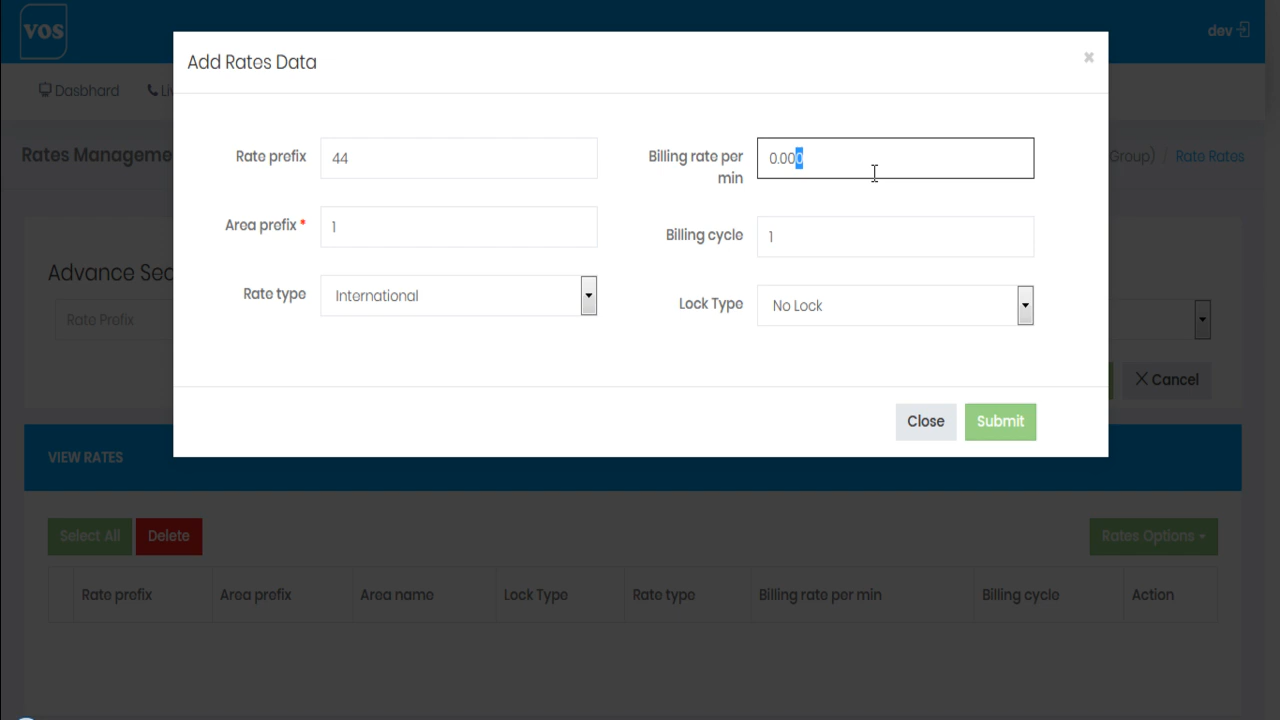 VOS
dev
Dasbhard
Li
Rates Manageme
Group) / Rate Rates
Add Rates Data
×
Rate prefix 44
Billing rate per min 0.000
Area prefix * 1
Billing cycle 1
Rate type International
Lock Type No Lock
Close Submit
Advance Sec
Rate Prefix
Cancel
VIEW RATES
Select All Delete
Rates Options
Rate prefix Area prefix Area name Lock Type Rate type Billing rate per min Billing cycle Action